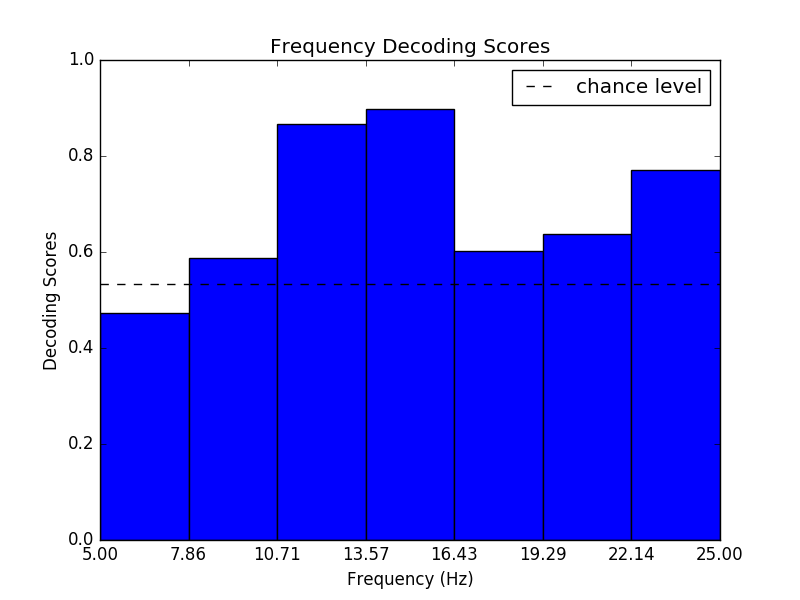 Frequency Decoding Scores
chance level
1.0
0.8
0.6
0.4
0.2
0.0
Decoding Scores
5.00 7.86 10.71 13.57 16.43 19.29 22.14 25.00
Frequency (Hz)